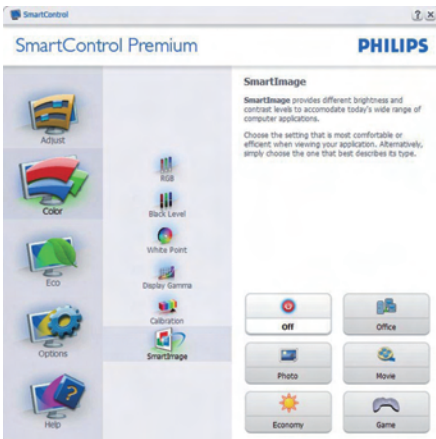 SmartControl
SmartControl Premium
PHILIPS
Adjust
Color
Eco
Options
Help
RGB
Black Level
White Point
Display Gamma
Calibration
SmartImage
SmartImage
SmartImage provides different brightness and
contrast levels to accomodate today's wide range of
computer applications.
Choose the setting that is most comfortable or
efficient when viewing your application. Alternatively,
simply choose the one that best describes its type.
Off
Office
Photo
Movie
Economy
Game